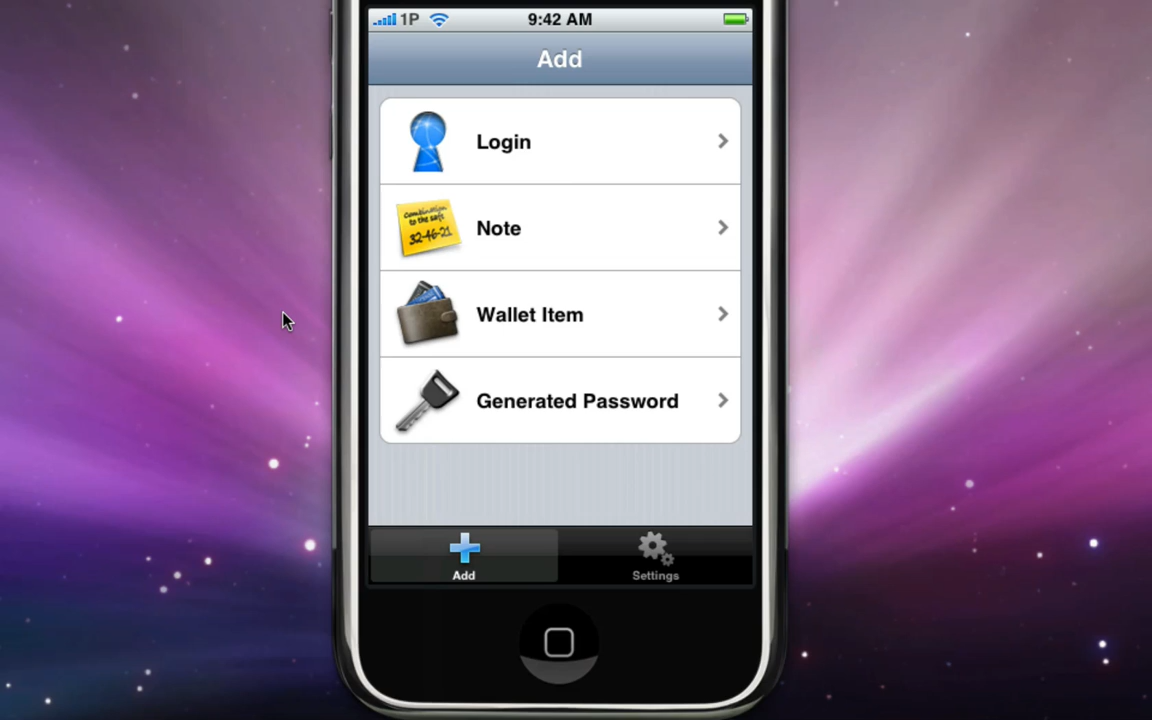 1P 9:42 AM
Add
Login
combination
to the safe
32-46-21
Note
Wallet Item
Generated Password
Add Settings